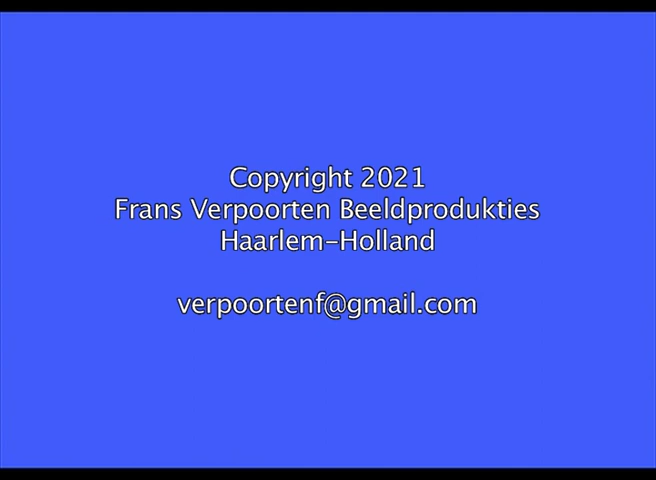 Copyright 2021
Frans Verpoorten Beeldprodukties
Haarlem-Holland
verpoortenf@gmail.com